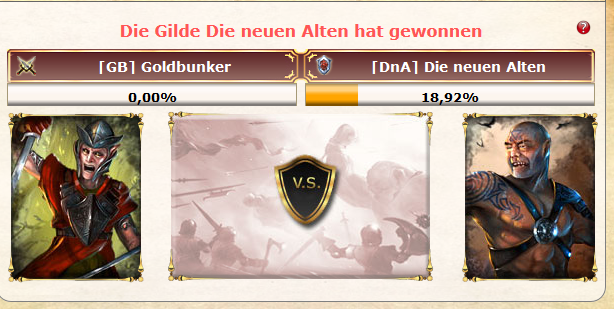 Die Gilde Die neuen Alten hat gewonnen
?
[GB] Goldbunker
[DnA] Die neuen Alten
0,00%
18,92%
V.S.